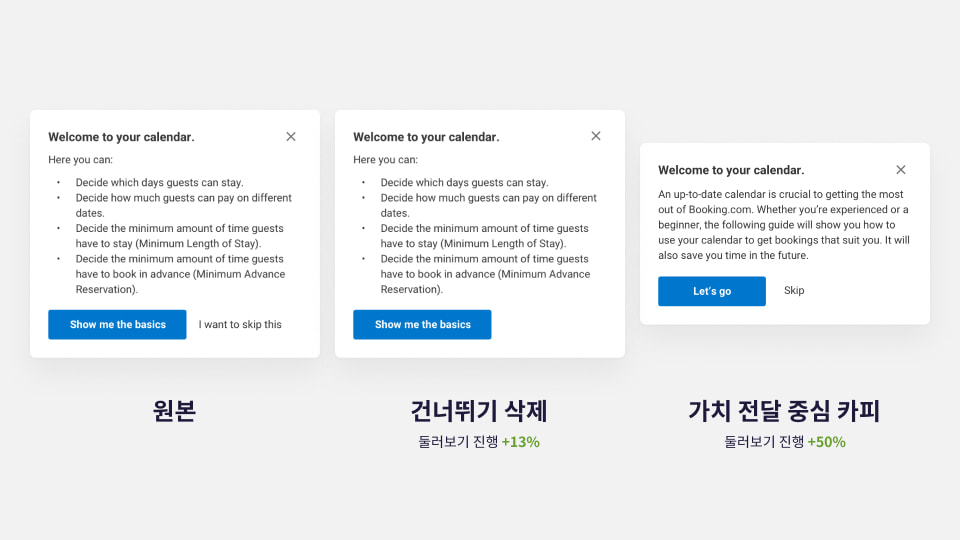 Welcome to your calendar.
Here you can:
• Decide which days guests can stay.
• Decide how much guests can pay on different
dates.
• Decide the minimum amount of time guests
have to stay (Minimum Length of Stay).
• Decide the minimum amount of time guests
have to book in advance (Minimum Advance
Reservation).
Show me the basics
I want to skip this
원본
Welcome to your calendar.
Here you can:
• Decide which days guests can stay.
• Decide how much guests can pay on different
dates.
• Decide the minimum amount of time guests
have to stay (Minimum Length of Stay).
• Decide the minimum amount of time guests
have to book in advance (Minimum Advance
Reservation).
Show me the basics
건너뛰기 삭제
둘러보기 진행 +13%
Welcome to your calendar.
An up-to-date calendar is crucial to getting the most
out of Booking.com. Whether you're experienced or a
beginner, the following guide will show you how to
use your calendar to get bookings that suit you. It will
also save you time in the future.
Let's go
Skip
가치 전달 중심 카피
둘러보기 진행 +50%